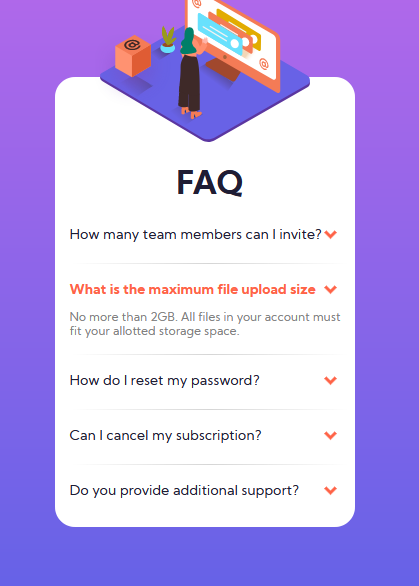 FAQ
How many team members can I invite?
What is the maximum file upload size
No more than 2GB. All files in your account must
fit your allotted storage space.
How do I reset my password?
Can I cancel my subscription?
Do you provide additional support?